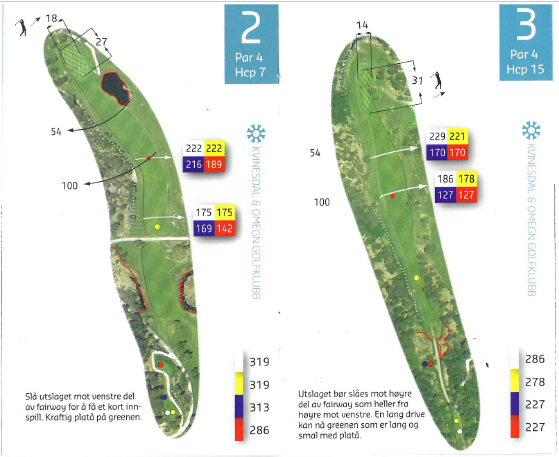 2
Par 4
Hcp 7
18
27
54
100
222 222
216 189
175 175
169 142
KVINESDAL & OMEGN GOLFKLUBB
319
319
313
286
Slå utslaget mot venstre del
av fairway for å få et kort inn-
spill. Kraftig platå på greenen.
3
Par 4
Hcp 15
14
31
54
100
229 221
170 170
186 178
127 127
KVINESDAL & OMEGN GOLFKLUBB
286
278
227
227
Utslaget bør slåes mot høyre
del av fairway som heller fra
høyre mot venstre. En lang drive
kan nå greenen som er lang og
smal med platå.